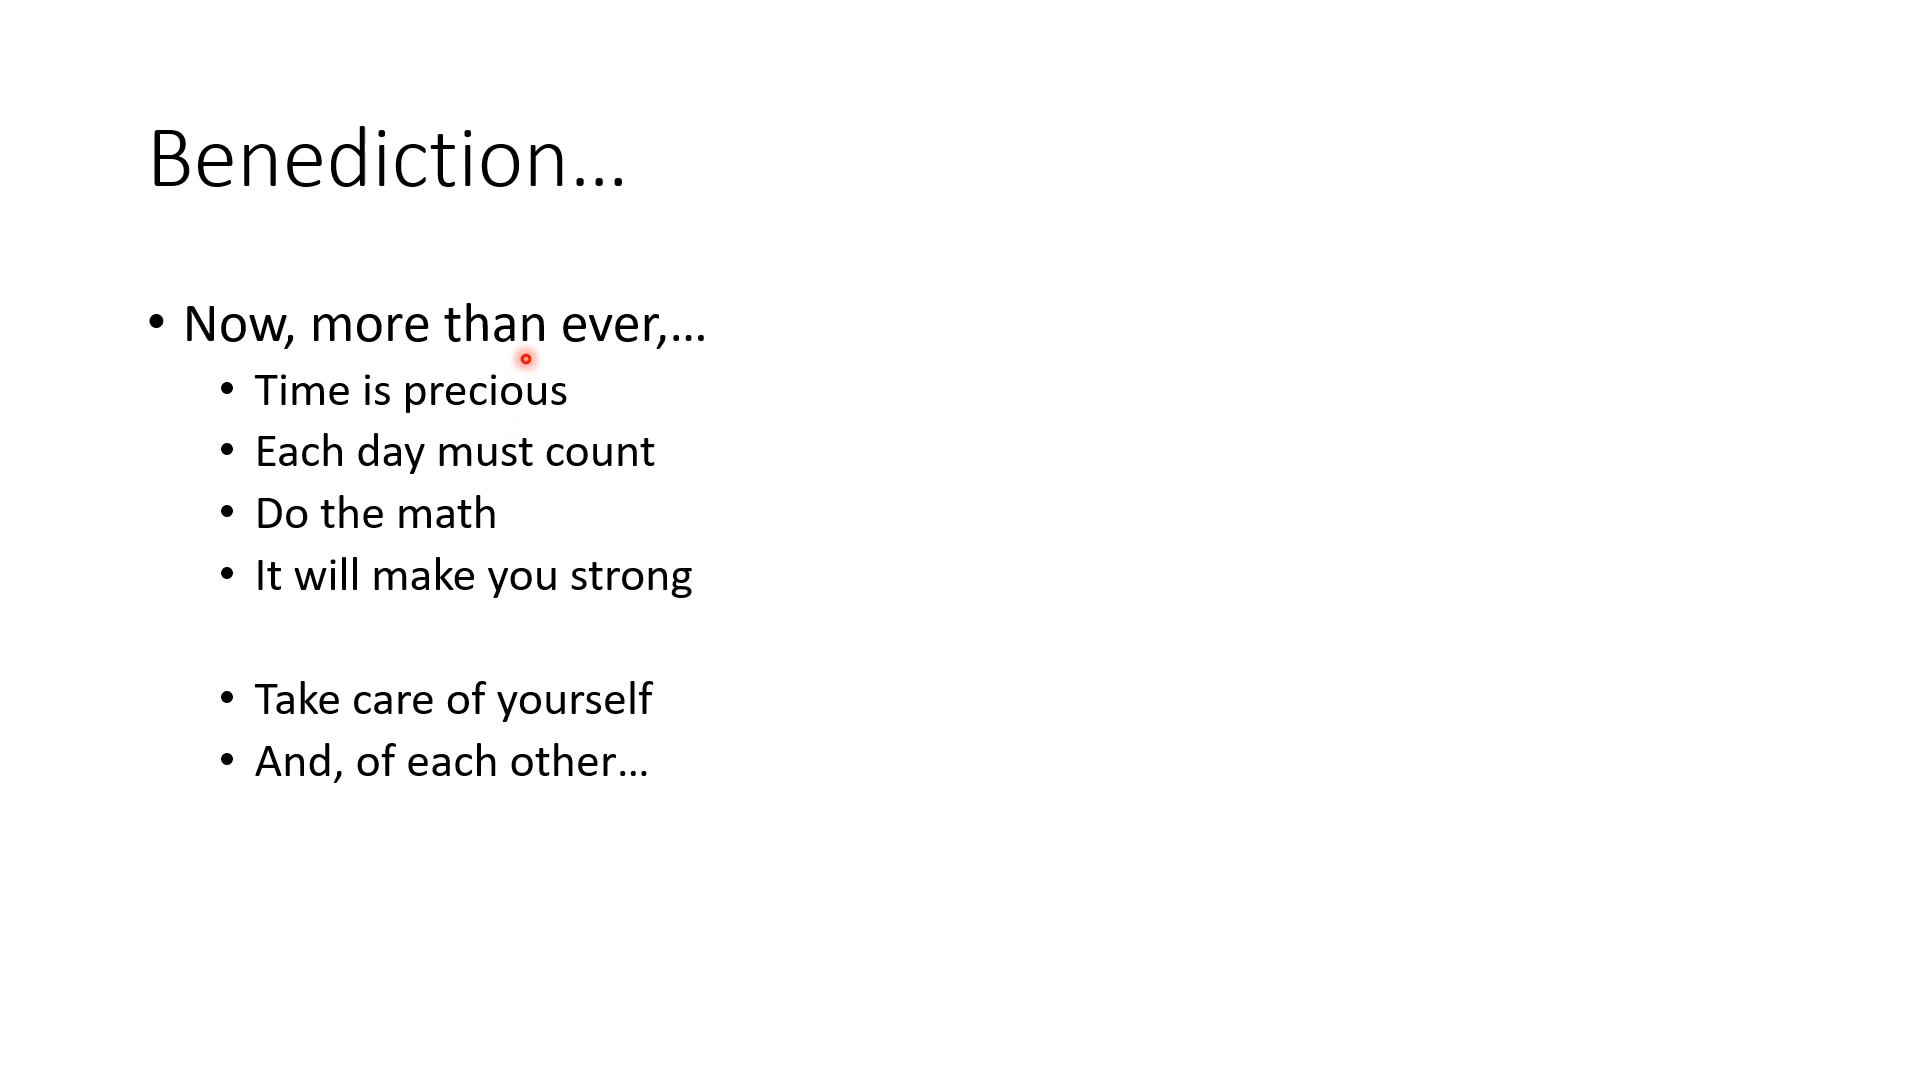 Benediction…
• Now, more than ever,…
• Time is precious
• Each day must count
• Do the math
• It will make you strong
• Take care of yourself
• And, of each other…